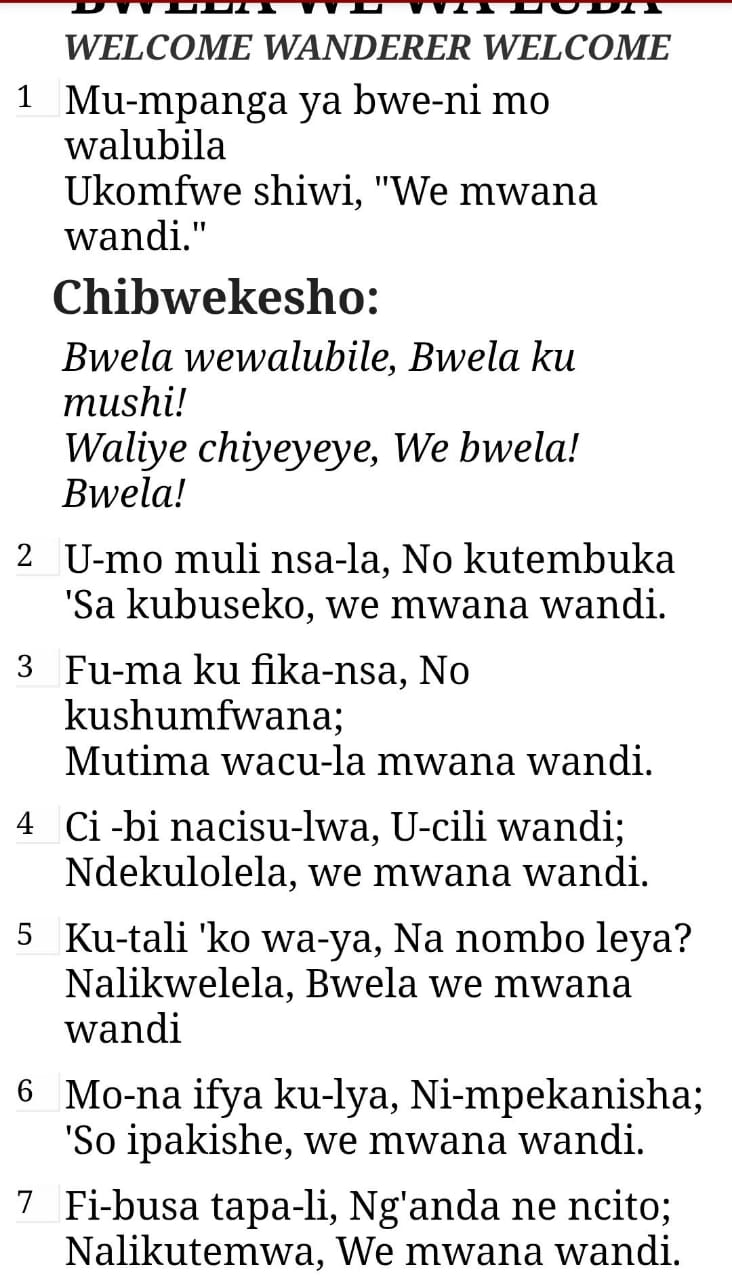 BWELA WE WA LUBA
WELCOME WANDERER WELCOME
1 Mu-mpanga ya bwe-ni mo
walubila
Ukomfwe shiwi, "We mwana
wandi."
Chibwekesho:
Bwela wewalubile, Bwela ku
mushi!
Waliye chiyeyeye, We bwela!
Bwela!
2 U-mo muli nsa-la, No kutembuka
'Sa kubuseko, we mwana wandi.
3 Fu-ma ku fika-nsa, No
kushumfwana;
Mutima wacu-la mwana wandi.
4 Ci -bi nacisu-lwa, U-cili wandi;
Ndekulolela, we mwana wandi.
5 Ku-tali 'ko wa-ya, Na nombo leya?
Nalikwelela, Bwela we mwana
wandi
6 Mo-na ifya ku-lya, Ni-mpekanisha;
'So ipakishe, we mwana wandi.
7 Fi-busa tapa-li, Ng'anda ne ncito;
Nalikutemwa, We mwana wandi.